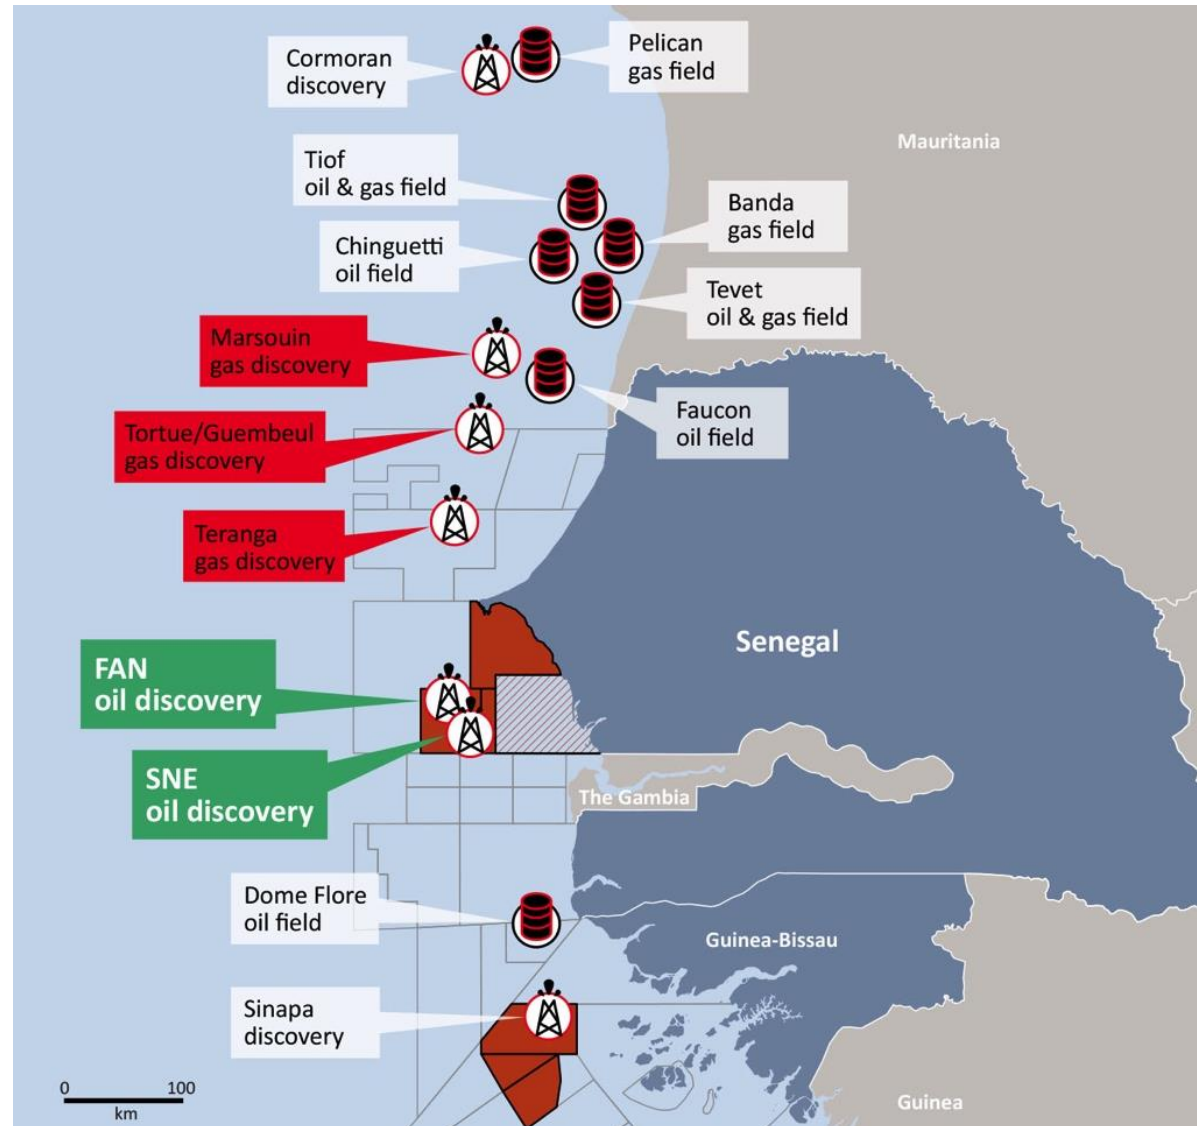 Cormoran
discovery
Pelican
gas field
Mauritania
Tiof
oil & gas field
Banda
gas field
Chinguetti
oil field
Tevet
oil & gas field
Marsouin
gas discovery
Faucon
oil field
Tortue/Guembeul
gas discovery
Teranga
gas discovery
Senegal
FAN
oil discovery
SNE
oil discovery
The Gambia
Dome Flore
oil field
Guinea-Bissau
Sinapa
discovery
0 100
km
Guinea